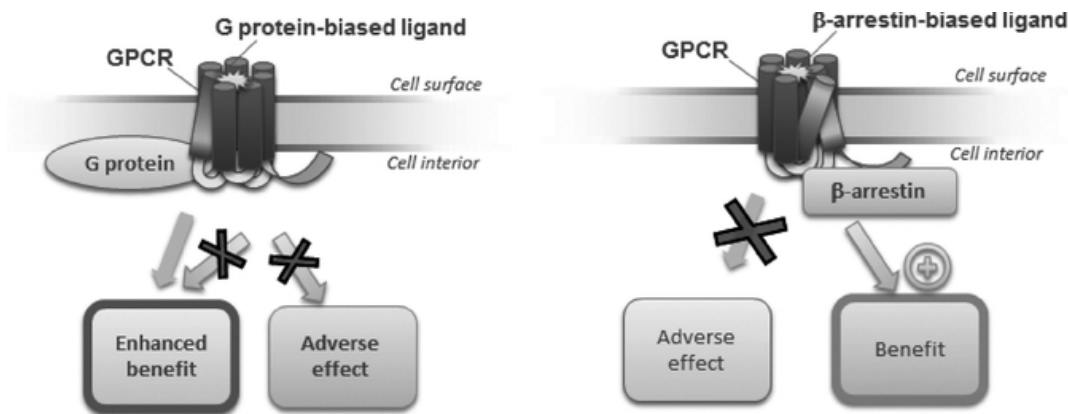 G protein-biased ligand
GPCR
Cell surface
G protein
Cell interior
Enhanced
benefit
Adverse
effect
β-arrestin-biased ligand
GPCR
Cell surface
Cell interior
β-arrestin
Adverse
effect
Benefit